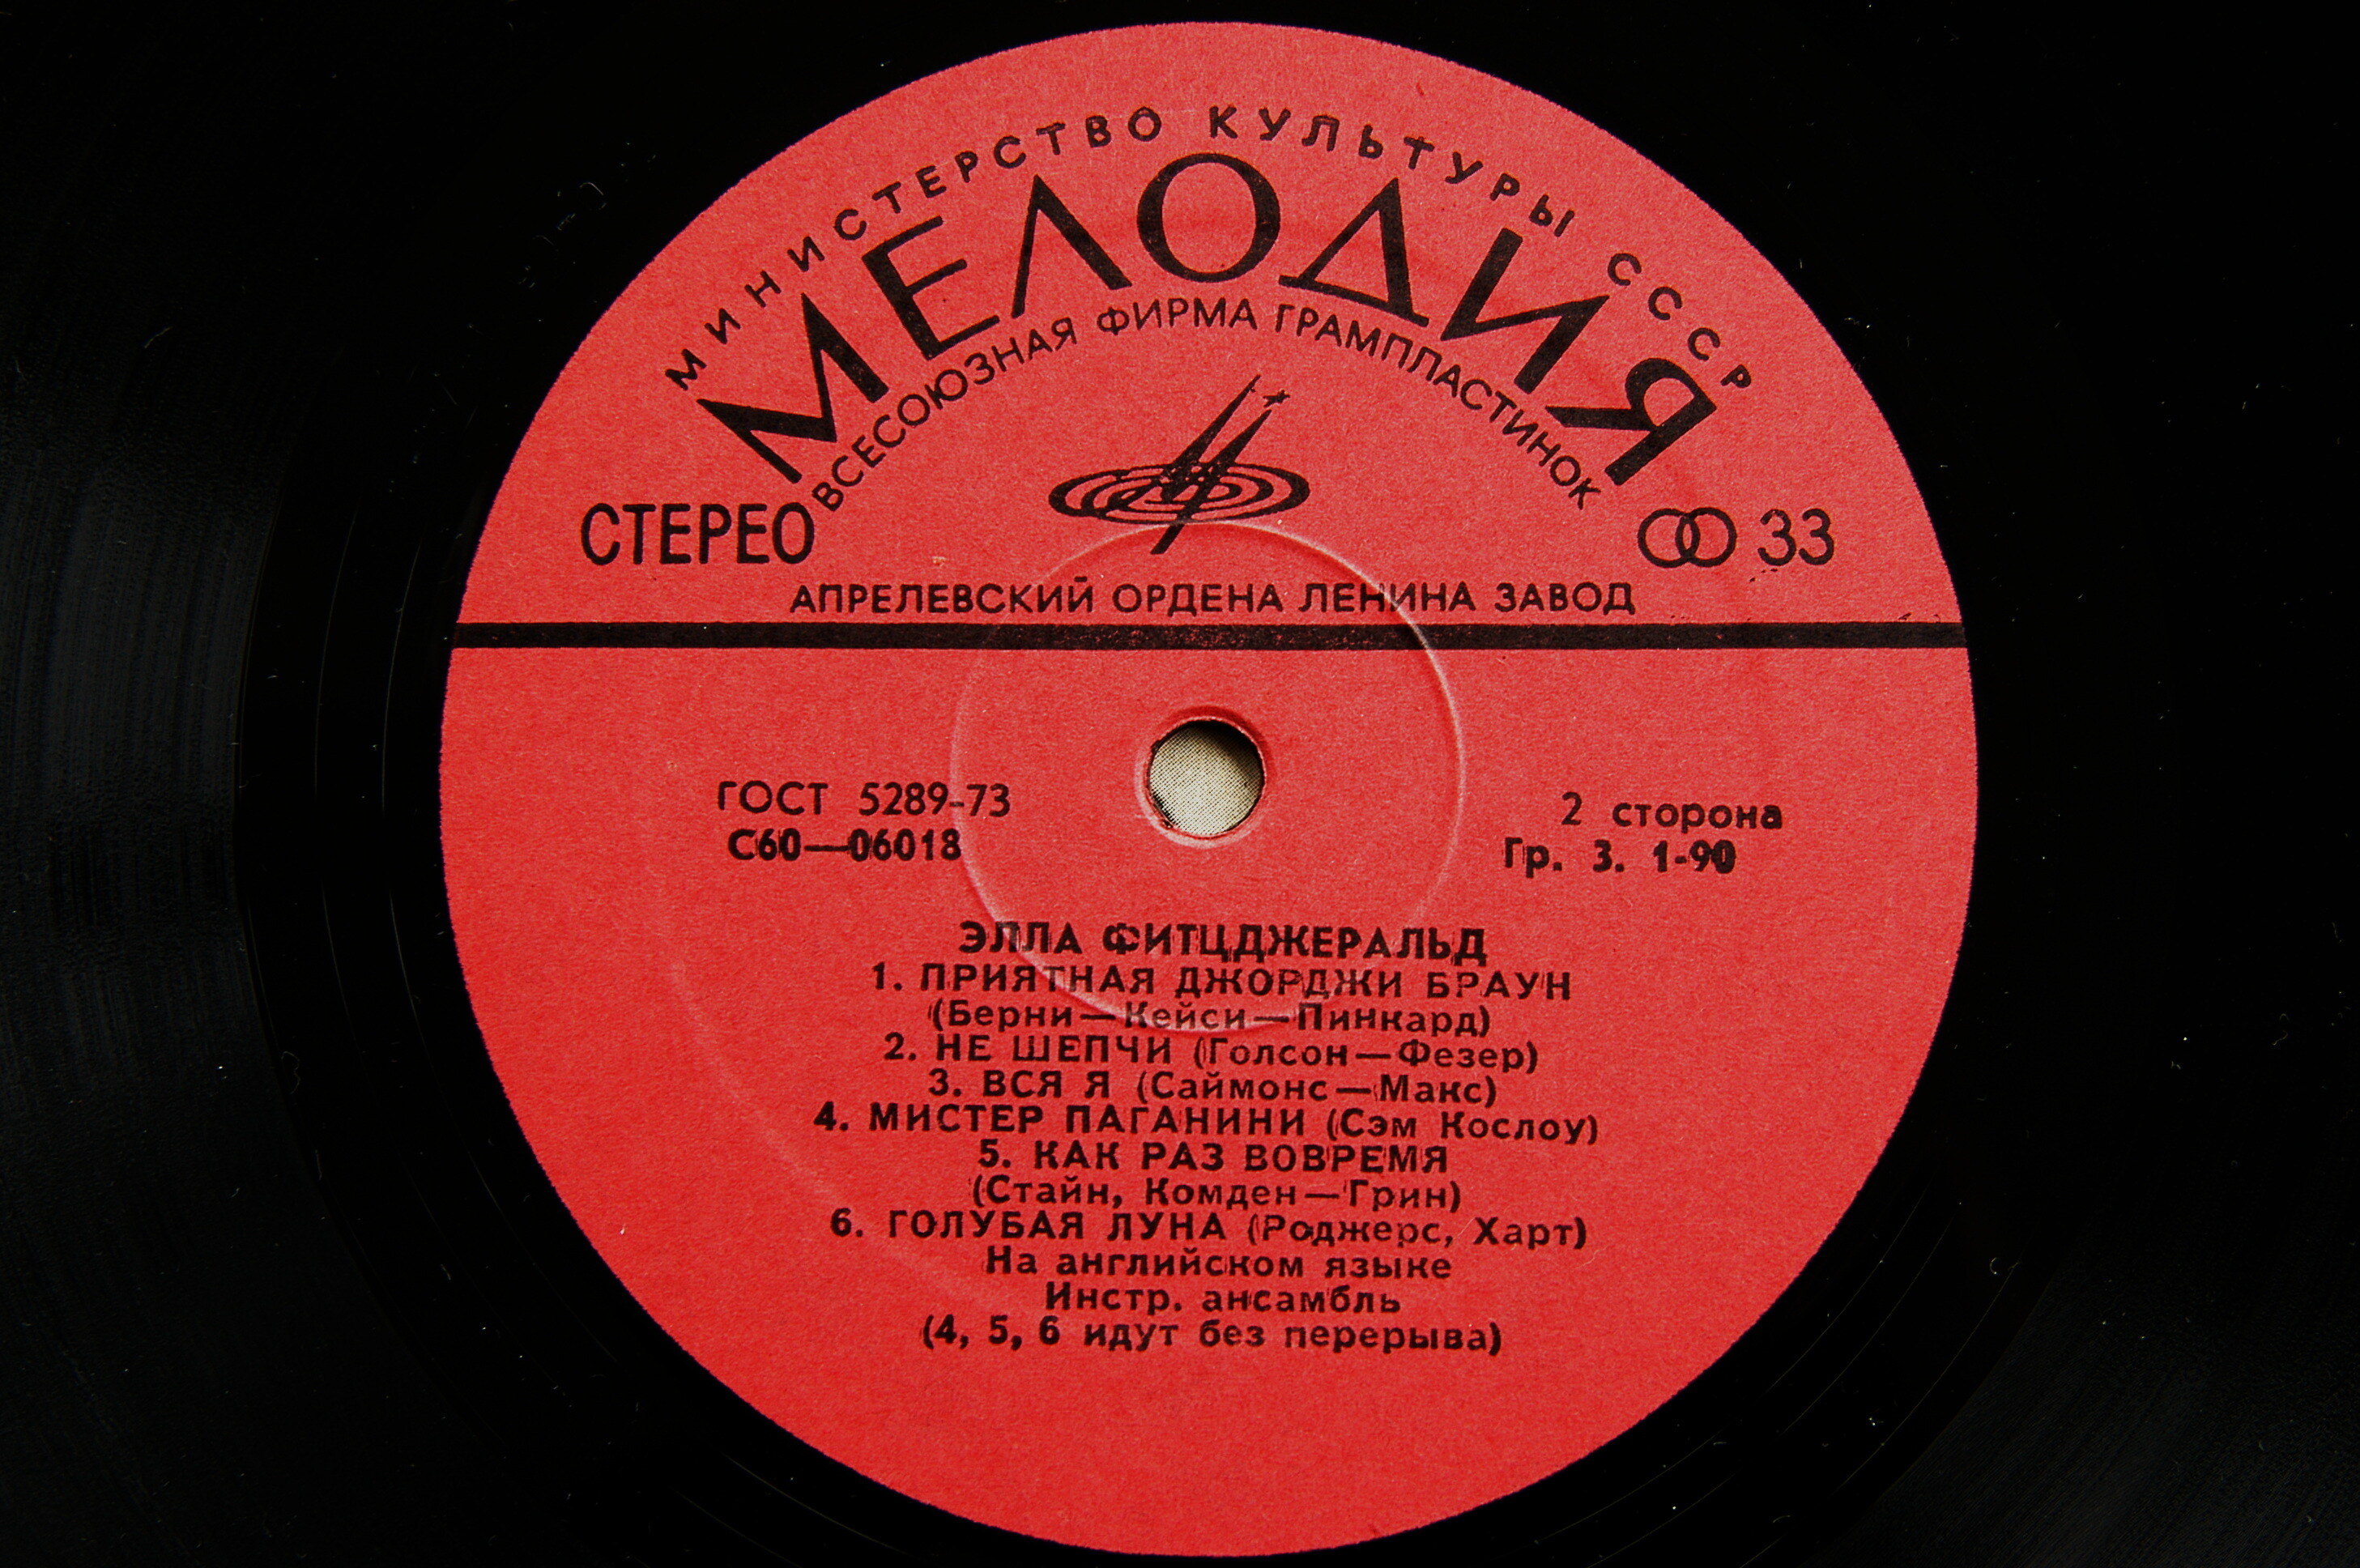 МИНИСТЕРСТВО КУЛЬТУРЫ СССР
МЕЛОДИЯ
ВСЕСОЮЗНАЯ ФИРМА ГРАМПЛАСТИНОК
СТЕРЕО
33
АПРЕЛЕВСКИЙ ОРДЕНА ЛЕНИНА ЗАВОД
ГОСТ 5289-73
С60—06018
2 сторона
Гр. 3. 1-90
ЭЛЛА ФИТЦДЖЕРАЛЬД
1. ПРИЯТНАЯ ДЖОРДЖИ БРАУН
(Берни—Кейси—Пинкард)
2. НЕ ШЕПЧИ (Голсон—Фезер)
3. ВСЯ Я (Саймонс—Макс)
4. МИСТЕР ПАГАНИНИ (Сэм Кослоу)
5. КАК РАЗ ВОВРЕМЯ
(Стайн, Комден—Грин)
6. ГОЛУБАЯ ЛУНА (Роджерс, Харт)
На английском языке
Инстр. ансамбль
(4, 5, 6 идут без перерыва)